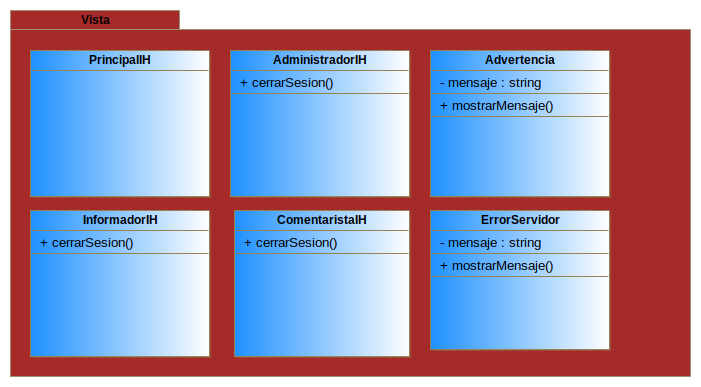 Vista
PrincipalIH
AdministradorIH
+ cerrarSesion()
Advertencia
- mensaje : string
+ mostrarMensaje()
InformadorIH
+ cerrarSesion()
ComentaristaIH
+ cerrarSesion()
ErrorServidor
- mensaje : string
+ mostrarMensaje()